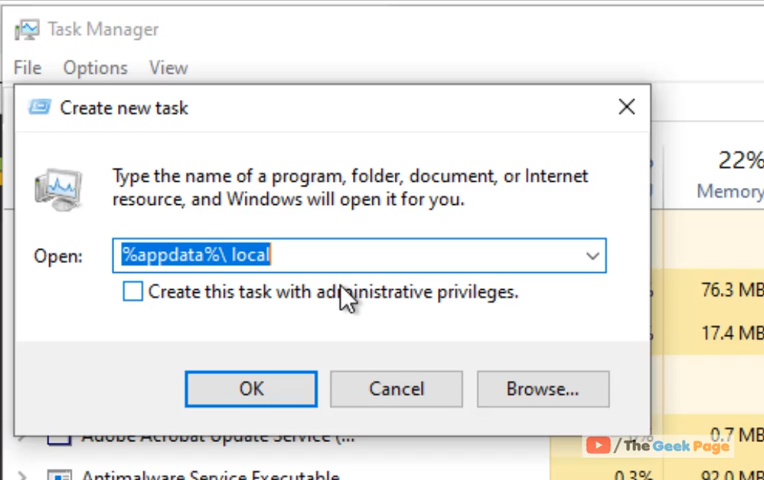 Task Manager
File Options View
Create new task
22%
Memory
Type the name of a program, folder, document, or Internet
resource, and Windows will open it for you.
Open: %appdata%\ local
Create this task with administrative privileges.
76.3 MB
17.4 MB
OK Cancel Browse...
Adobe Acrobat Update Service (... 0.7 MB
/ The Geek Page
Antimalware Service Executable 0.3% 92.0 MB